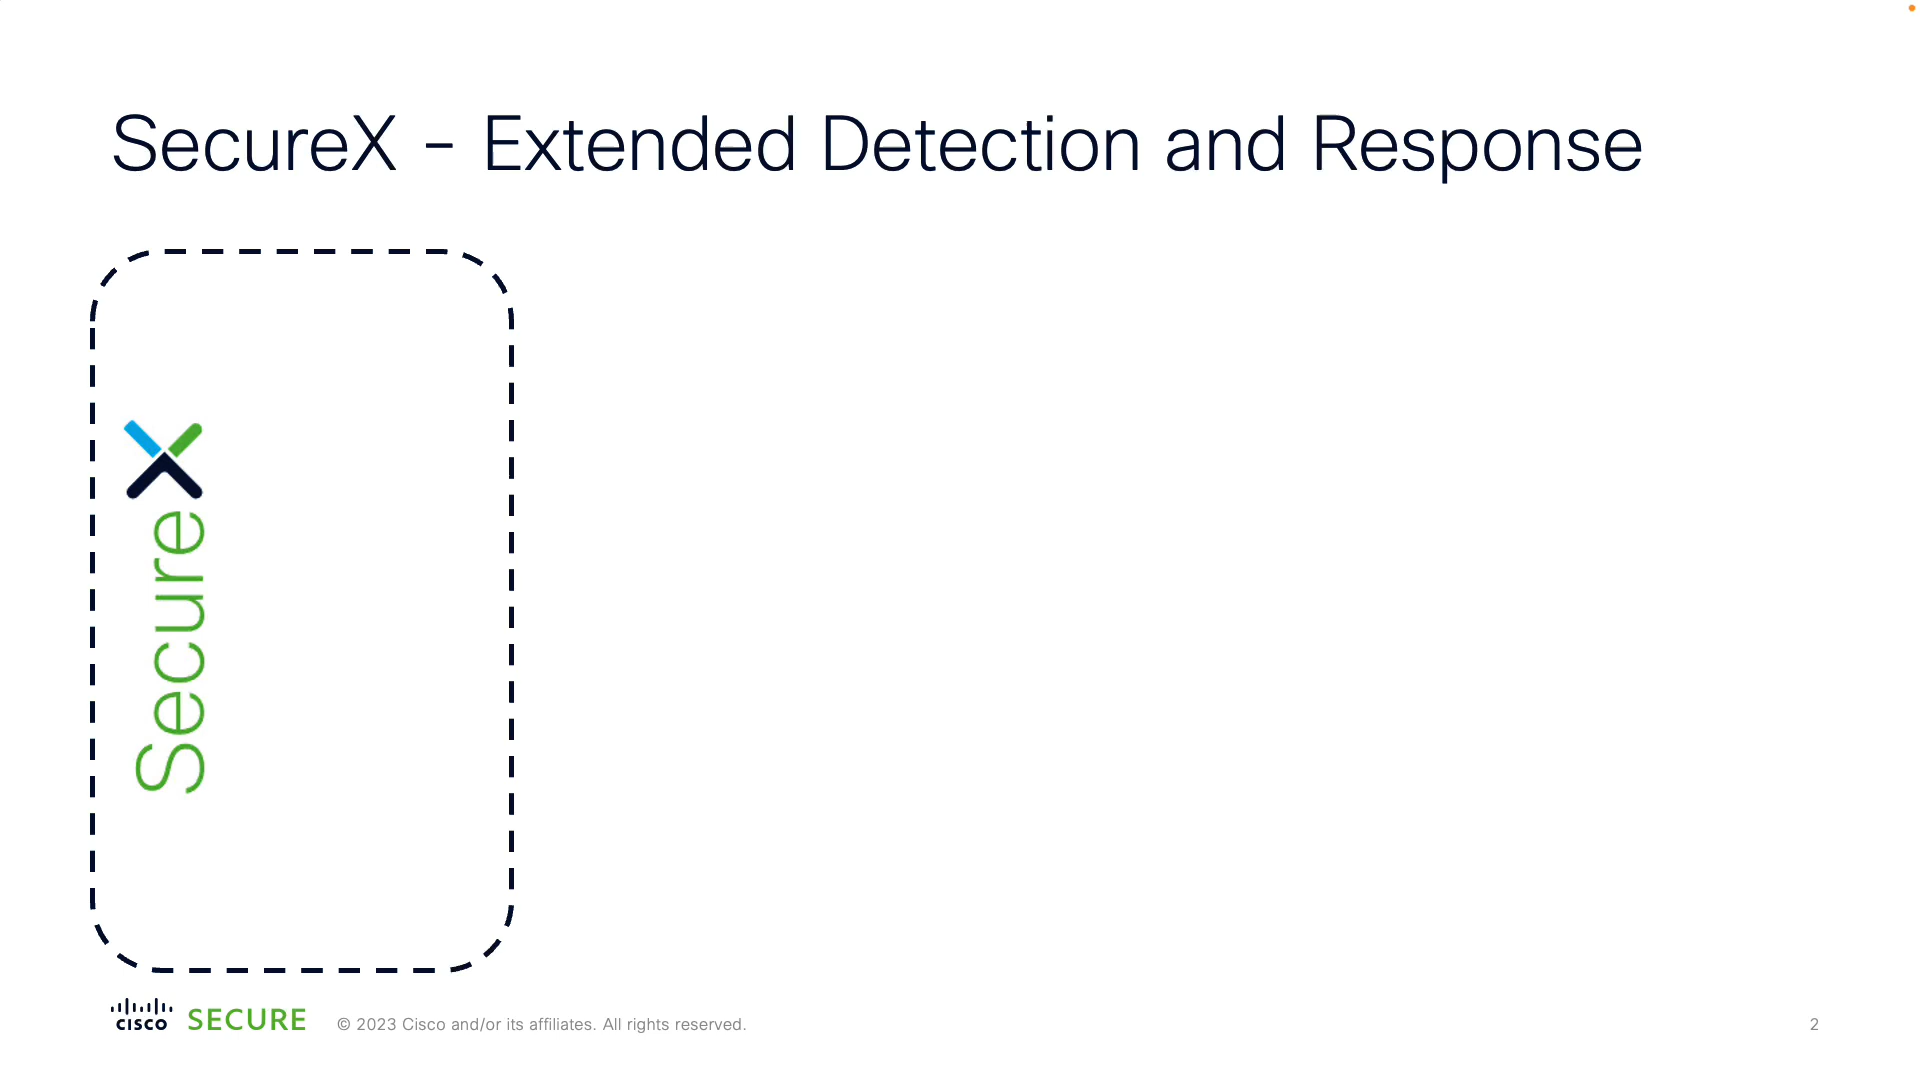 SecureX - Extended Detection and Response
SecureX
cisco SECURE © 2023 Cisco and/or its affiliates. All rights reserved. 2